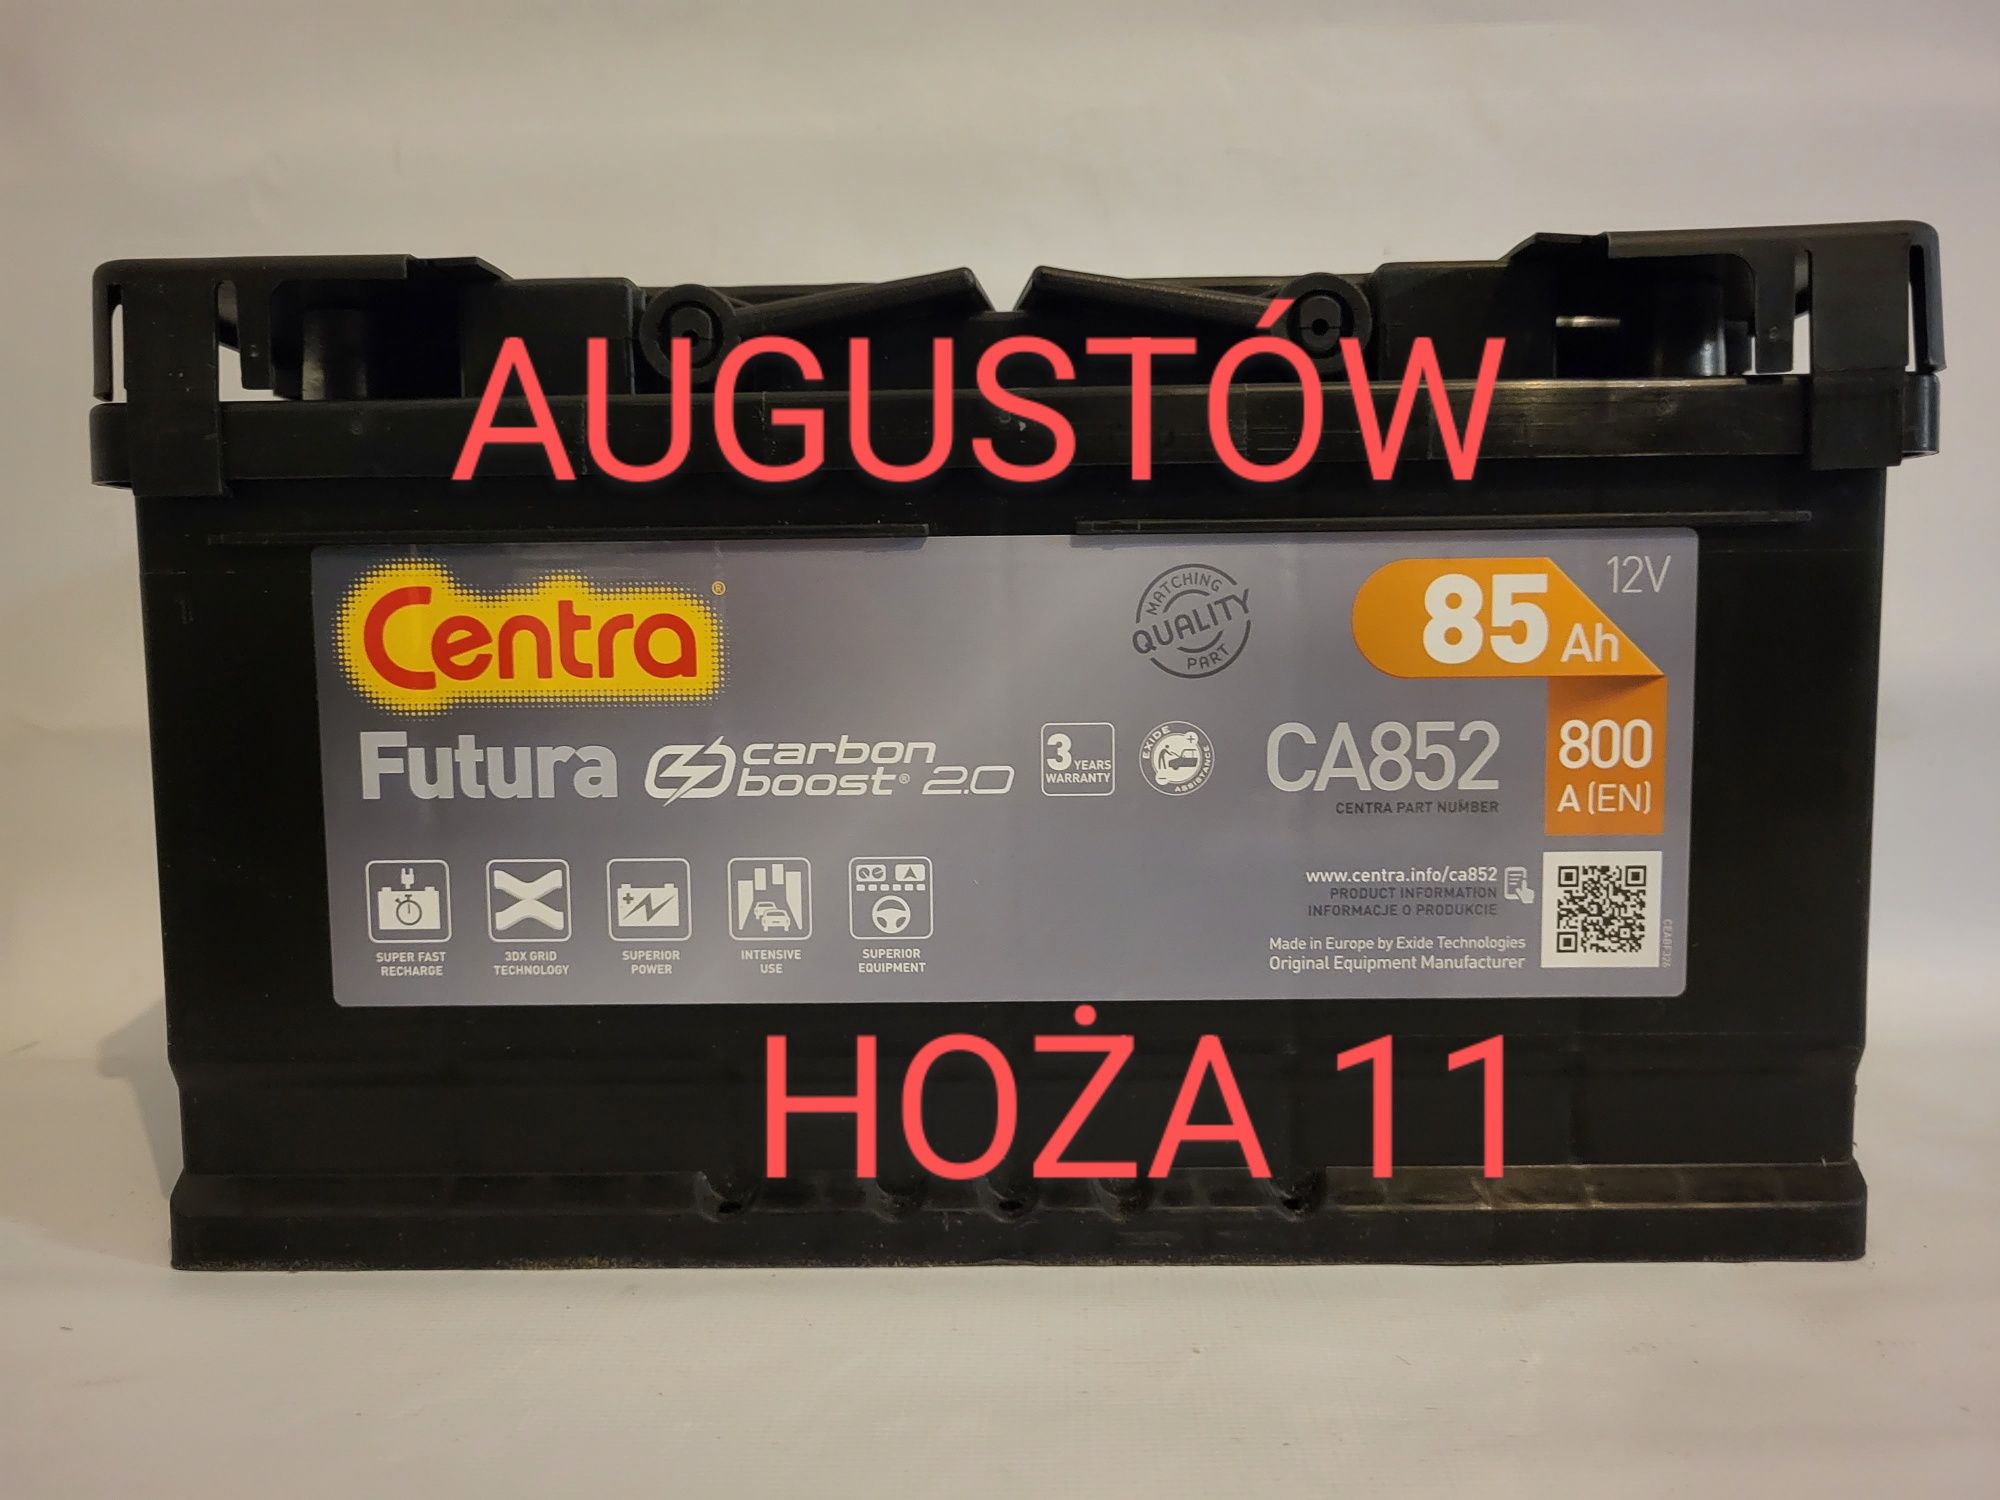 AUGUSTÓW
Centra®
MATCHING
QUALITY
PART
12V
85 Ah
Futura carbon boost® 2.0
3 YEARS
WARRANTY
EXIDE
ASSISTANCE
CA852
CENTRA PART NUMBER
800
A (EN)
SUPER FAST
RECHARGE
3DX GRID
TECHNOLOGY
SUPERIOR
POWER
INTENSIVE
USE
SUPERIOR
EQUIPMENT
www.centra.info/ca852
PRODUCT INFORMATION
INFORMACJE O PRODUKCIE
Made in Europe by Exide Technologies
Original Equipment Manufacturer
HOŻA 11